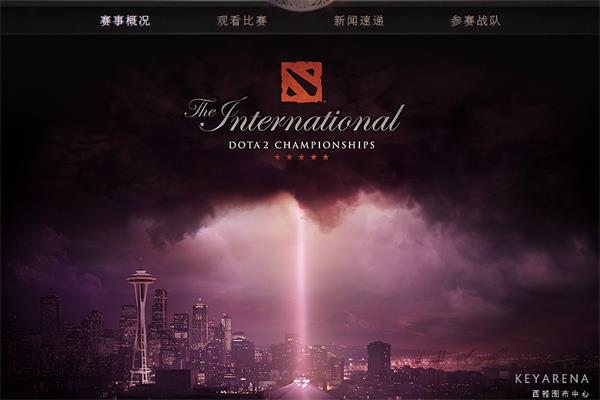 赛事概况 观看比赛 新闻速递 参赛战队
The International
DOTA 2 CHAMPIONSHIPS
KEYARENA
西雅图市中心